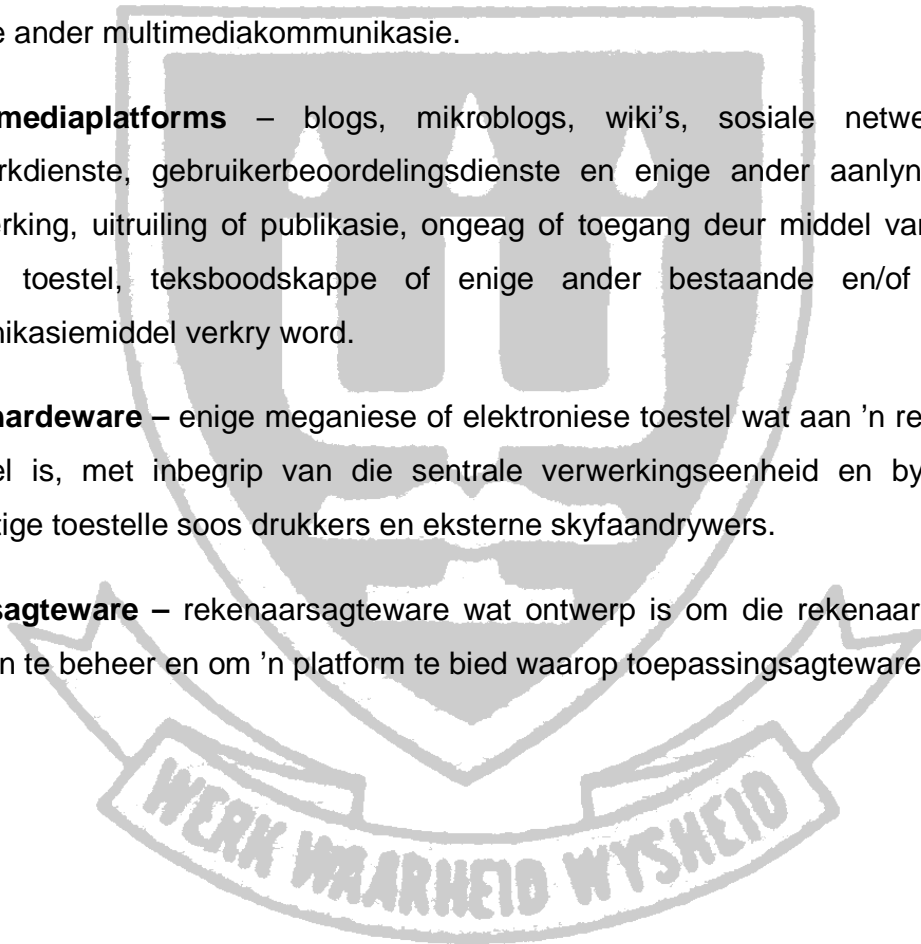 e ander multimediakommunikasie.
mediaplatforms – blogs, mikroblogs, wiki's, sosiale netwe
rkdienste, gebruikerbeoordelingsdienste en enige ander aanlyn
erking, uitruiling of publikasie, ongeag of toegang deur middel var
toestel, teksboodskappe of enige ander bestaande en/of
nikasiemiddel verkry word.
hardeware – enige meganiese of elektroniese toestel wat aan 'n re
el is, met inbegrip van die sentrale verwerkingseenheid en by
tige toestelle soos drukkers en eksterne skyfaandrywers.
sagteware – rekenaarsagteware wat ontwerp is om die rekenaar
n te beheer en om 'n platform te bied waarop toepassingsagteware
WERK WAARHEID WYSHEID